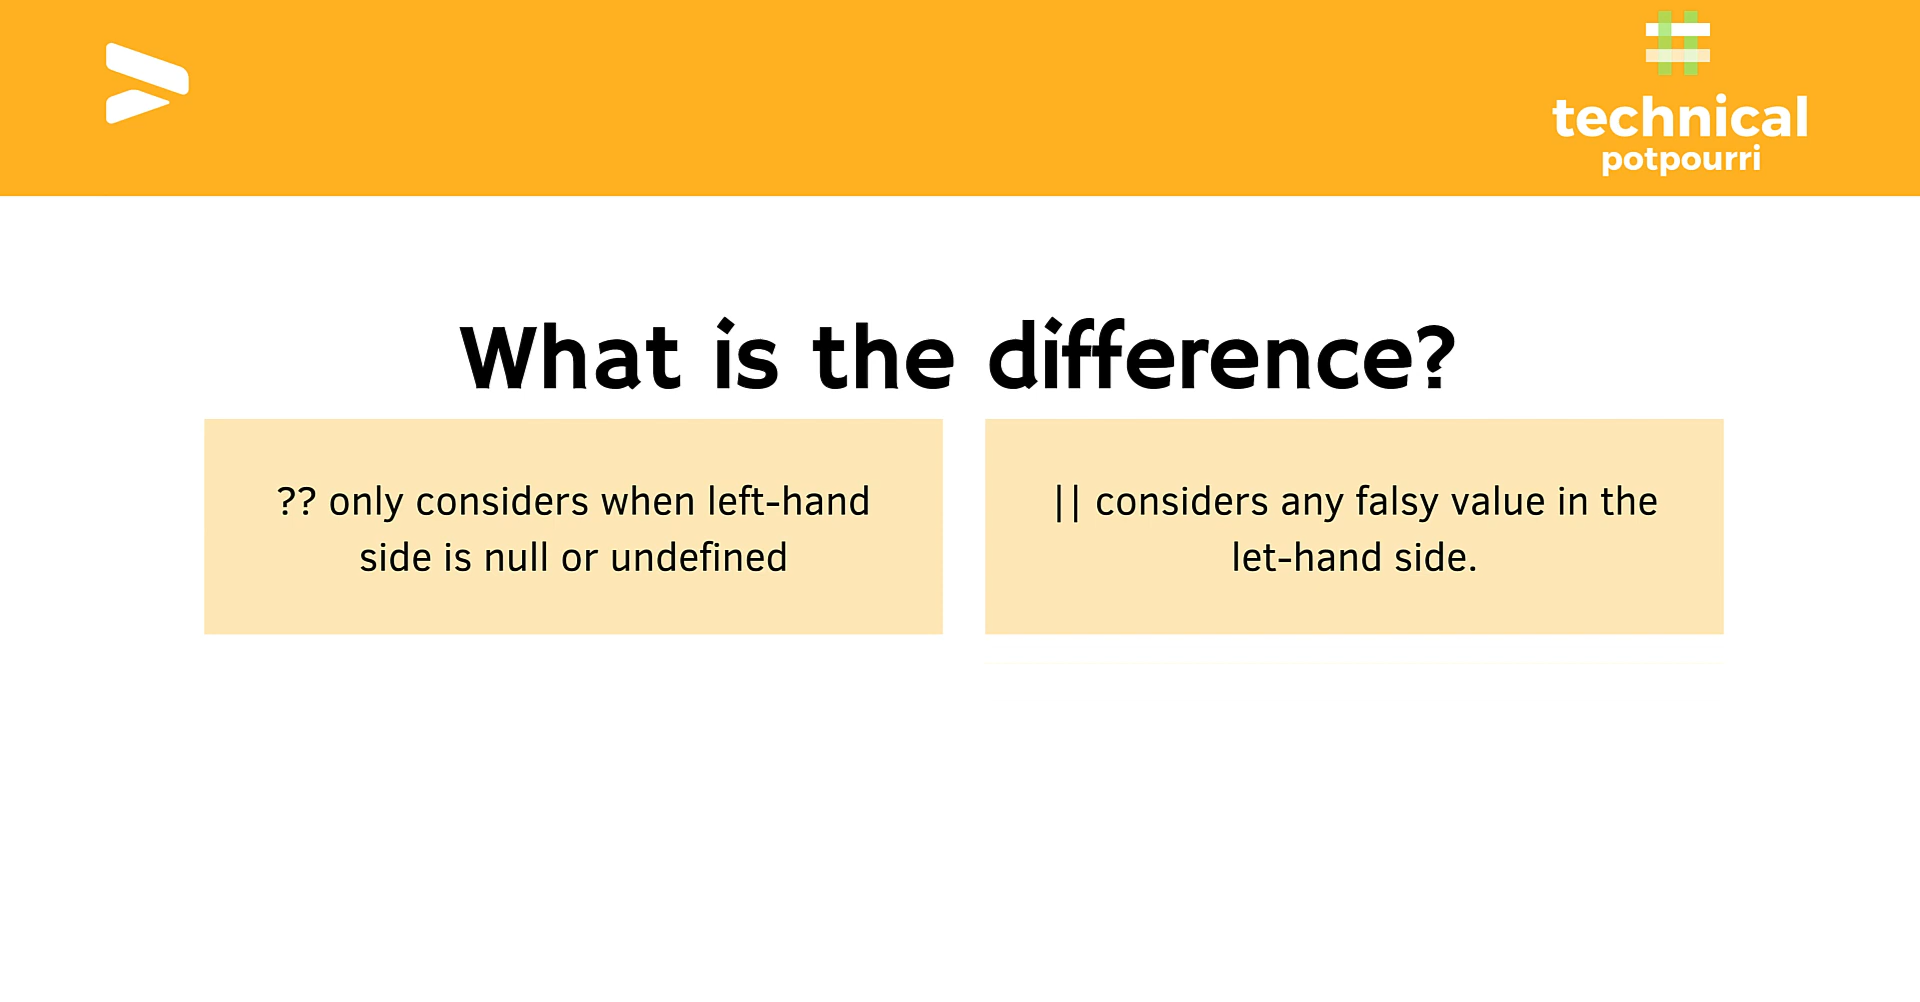 technical
potpourri
What is the difference?
?? only considers when left-hand
side is null or undefined
|| considers any falsy value in the
let-hand side.